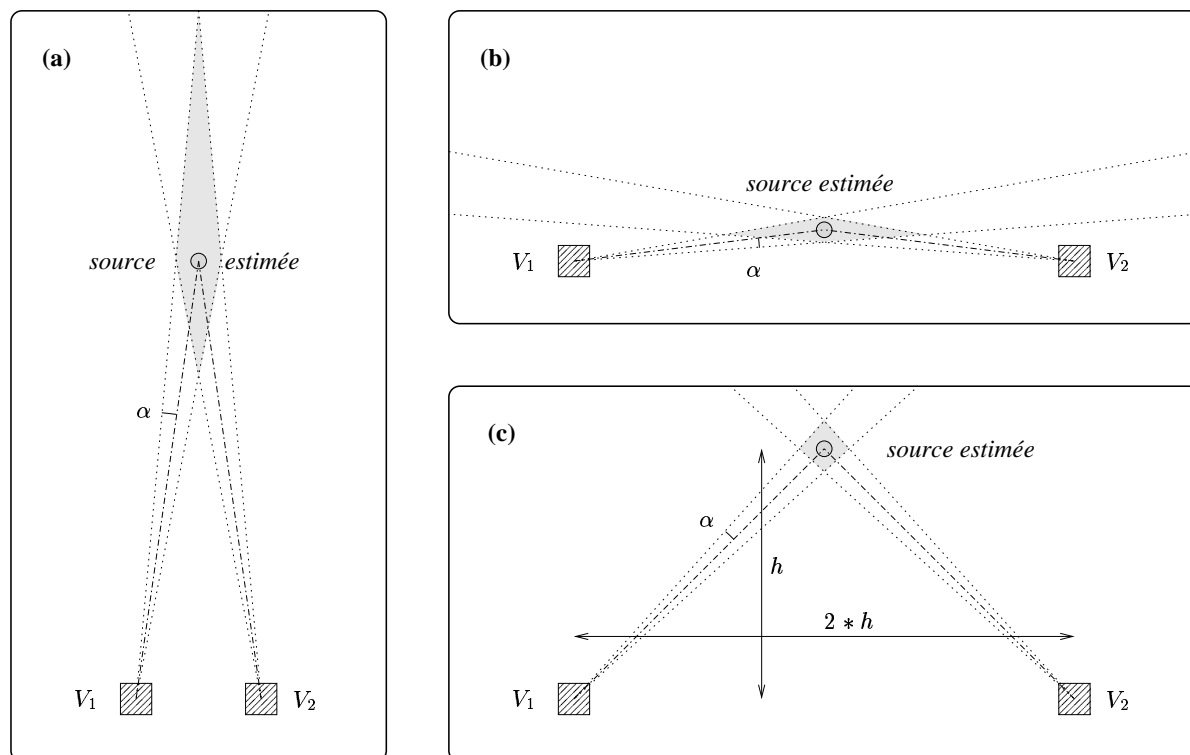 (a)
source estimée
α
V₁ V₂
(b)
source estimée
V₁ V₂
α
(c)
source estimée
α
h
2 * h
V₁ V₂